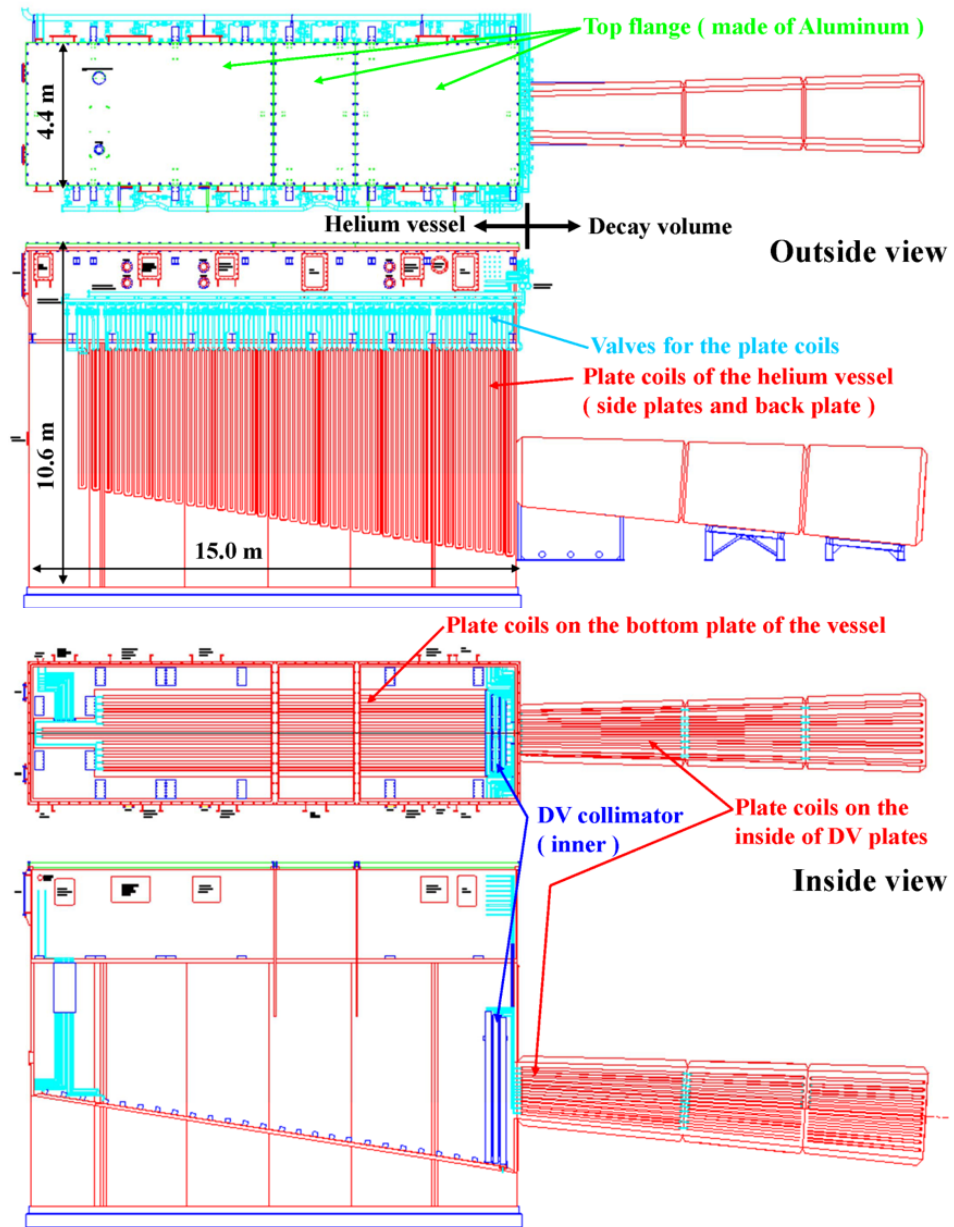 Top flange ( made of Aluminum )
4.4 m
Helium vessel
Decay volume
Outside view
Valves for the plate coils
Plate coils of the helium vessel
( side plates and back plate )
10.6 m
15.0 m
Plate coils on the bottom plate of the vessel
DV collimator
( inner )
Plate coils on the
inside of DV plates
Inside view